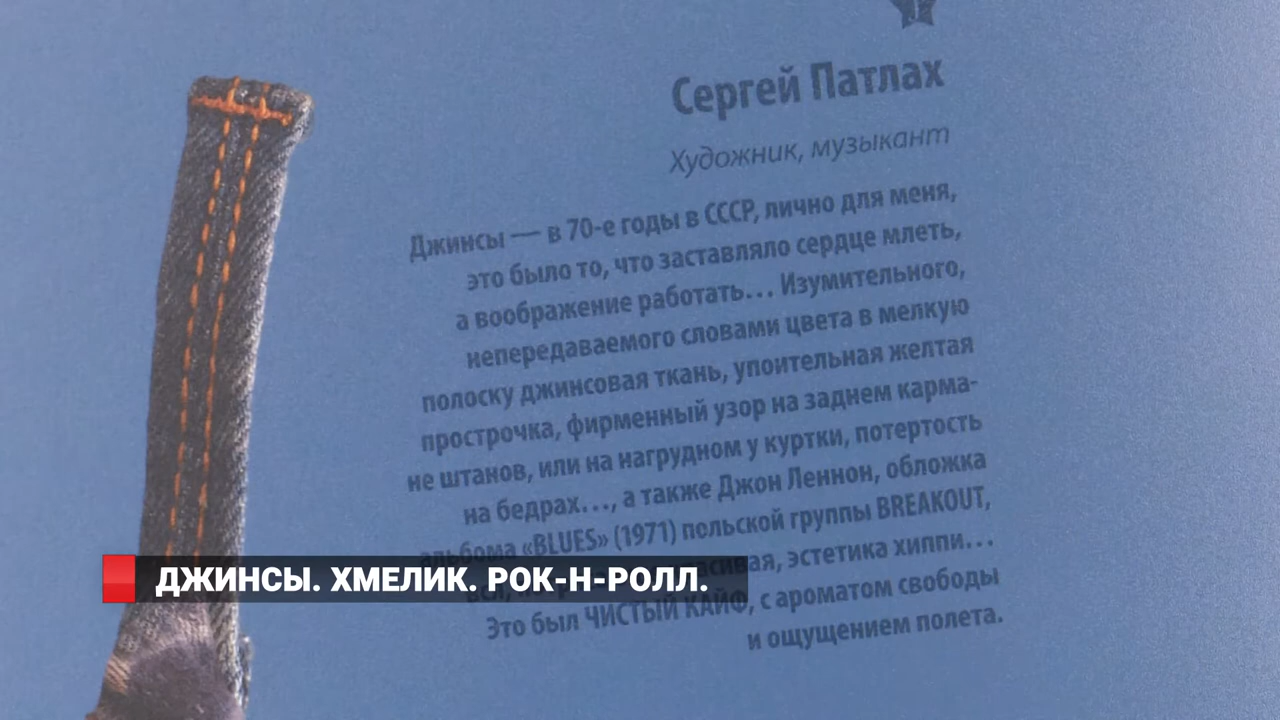 Сергей Патлах
Художник, музыкант
Джинсы — в 70-е годы в СССР, лично для меня,
это было то, что заставляло сердце млеть,
а воображение работать… Изумительного,
непередаваемого словами цвета в мелкую
полоску джинсовая ткань, упоительная желтая
прострочка, фирменный узор на заднем карма-
не штанов, или на нагрудном у куртки, потертость
на бедрах…, а также Джон Леннон, обложка
альбома «BLUES» (1971) польской группы BREAKOUT,
эстетика хиппи…
Это был ЧИСТЫЙ КАЙФ, с ароматом свободы
и ощущением полета.
ДЖИНСЫ. ХМЕЛИК. РОК-Н-РОЛЛ.